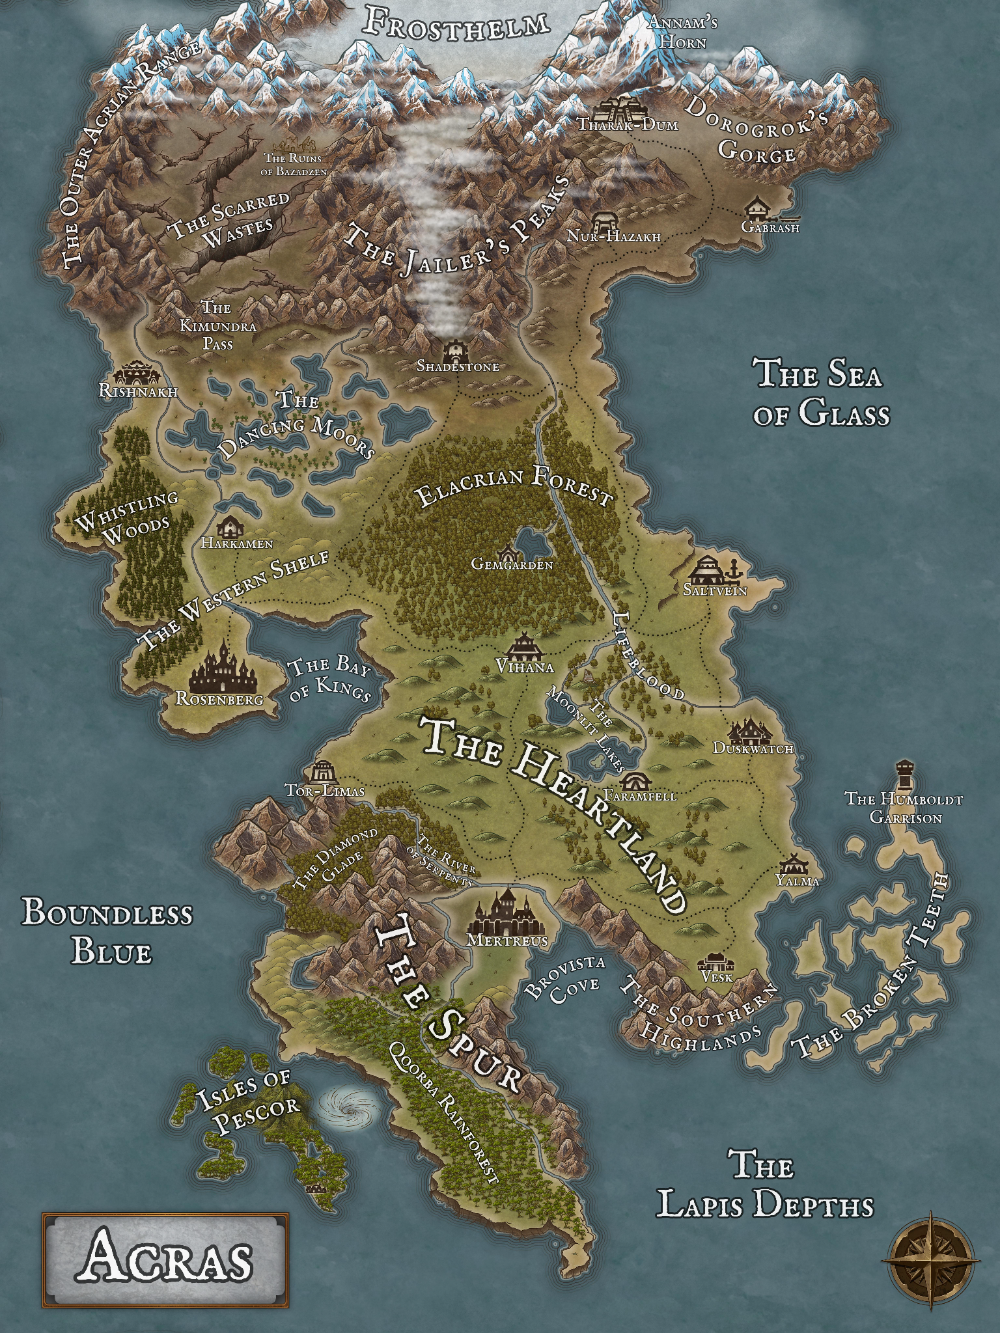 Frosthelm
Annam's
Horn
The Outer Acrian Range
Tharak-Dum
Dorogrok's
Gorge
The Ruins
of Bazadzen
The Scarred
Wastes
The Jailer's Peaks
Nur-Hazakh
Gabrash
The
Kimundra
Pass
Shadestone
Rishnakh
The Sea
of Glass
The
Dancing Moors
Elacrian Forest
Whistling
Woods
Harkamen
Gemgarden
Saltvein
The Western Shelf
Lifeblood
Vihana
The Bay
of Kings
Rosenberg
The
Moonlit Lakes
The Heartland
Duskwatch
Tor-Limas
Faramfell
The Humboldt
Garrison
The Diamond
Glade
The River
of Serpents
Yalma
Boundless
Blue
Mertreus
The Spur
Brovista
Cove
Vesk
The Southern
Highlands
The Broken Teeth
Qoorba Rainforest
Isles of
Pescor
The
Lapis Depths
Acras